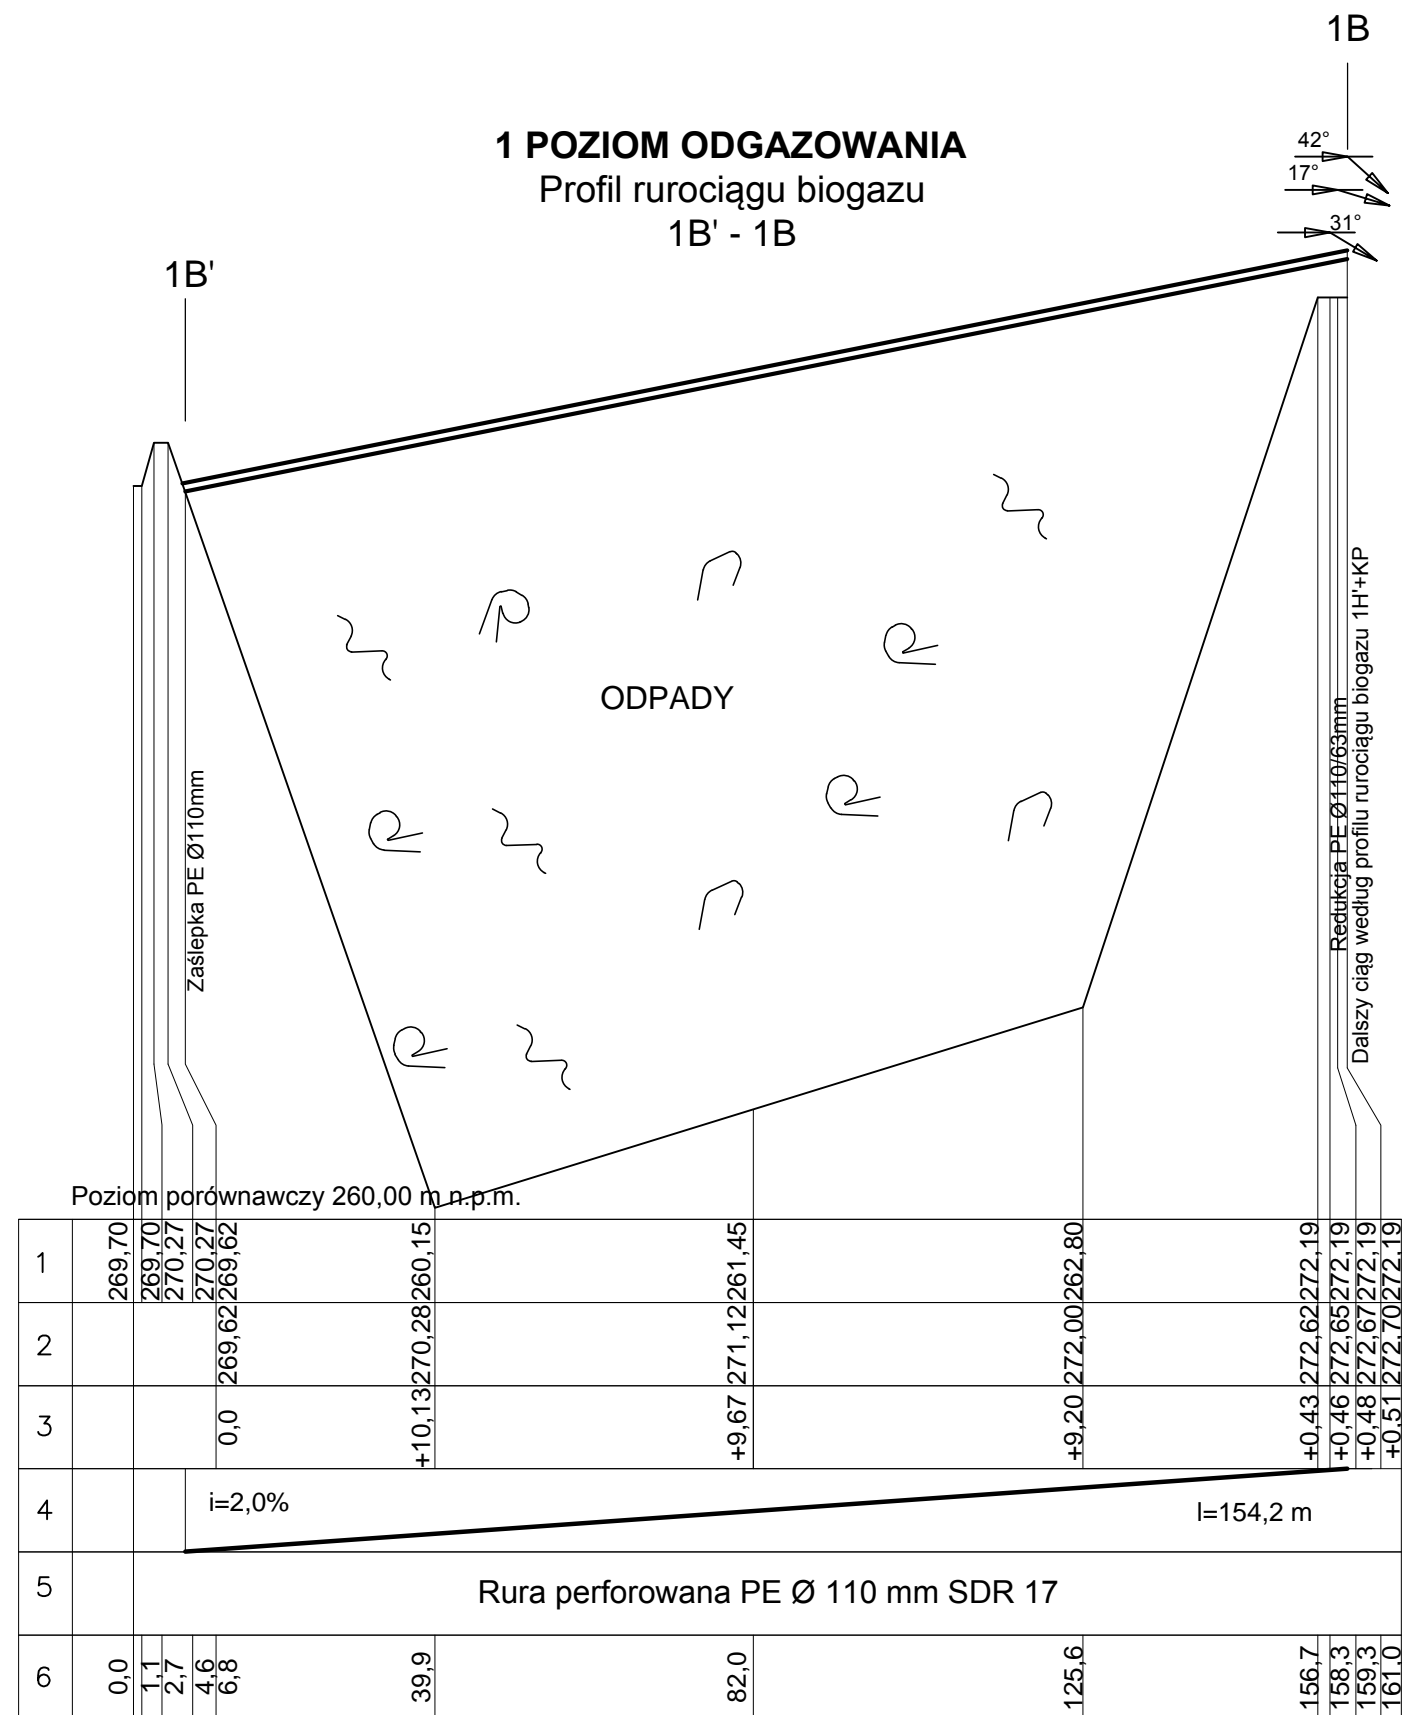 1B
1 POZIOM ODGAZOWANIA
Profil rurociągu biogazu
1B' - 1B
42°
17°
31°
1B'
ODPADY
Zaślepka PE Ø110mm
Redukcja PE Ø110/63mm
Dalszy ciąg według profilu rurociągu biogazu 1H'+KP
Poziom porównawczy 260,00 m n.p.m.
1 269,70 269,70 270,27 270,27 269,62 260,15 261,45 262,80 272,19 272,19 272,19 272,19
2 269,62 270,28 271,12 272,00 272,62 272,65 272,67 272,70
3 0,0 +10,13 +9,67 +9,20 +0,43 +0,46 +0,48 +0,51
4 i=2,0% l=154,2 m
5 Rura perforowana PE Ø 110 mm SDR 17
6 0,0 1,1 2,7 4,6 6,8 39,9 82,0 125,6 156,7 158,3 159,3 161,0